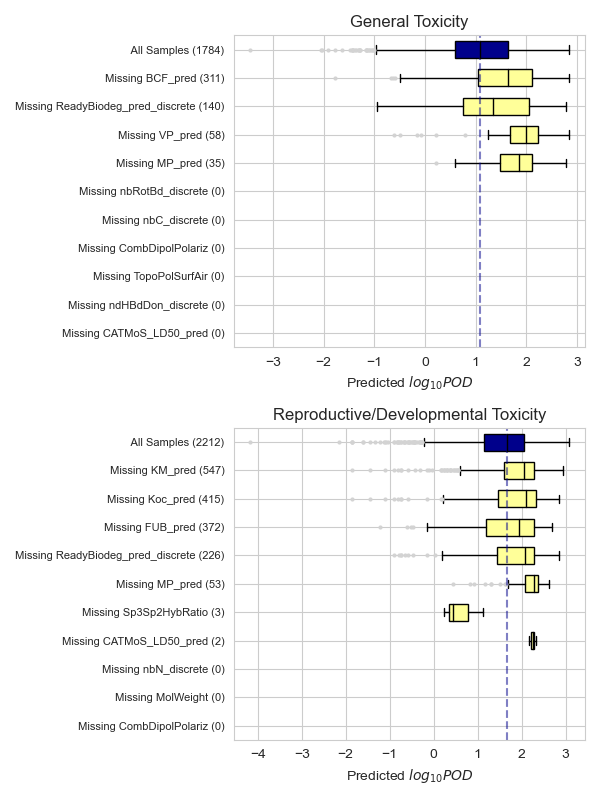 General Toxicity
All Samples (1784)
Missing BCF_pred (311)
Missing ReadyBiodeg_pred_discrete (140)
Missing VP_pred (58)
Missing MP_pred (35)
Missing nbRotBd_discrete (0)
Missing nbC_discrete (0)
Missing CombDipolPolariz (0)
Missing TopoPolSurfAir (0)
Missing ndHBdDon_discrete (0)
Missing CATMoS_LD50_pred (0)
−3 −2 −1 0 1 2 3
Predicted log₁₀POD
Reproductive/Developmental Toxicity
All Samples (2212)
Missing KM_pred (547)
Missing Koc_pred (415)
Missing FUB_pred (372)
Missing ReadyBiodeg_pred_discrete (226)
Missing MP_pred (53)
Missing Sp3Sp2HybRatio (3)
Missing CATMoS_LD50_pred (2)
Missing nbN_discrete (0)
Missing MolWeight (0)
Missing CombDipolPolariz (0)
−4 −3 −2 −1 0 1 2 3
Predicted log₁₀POD